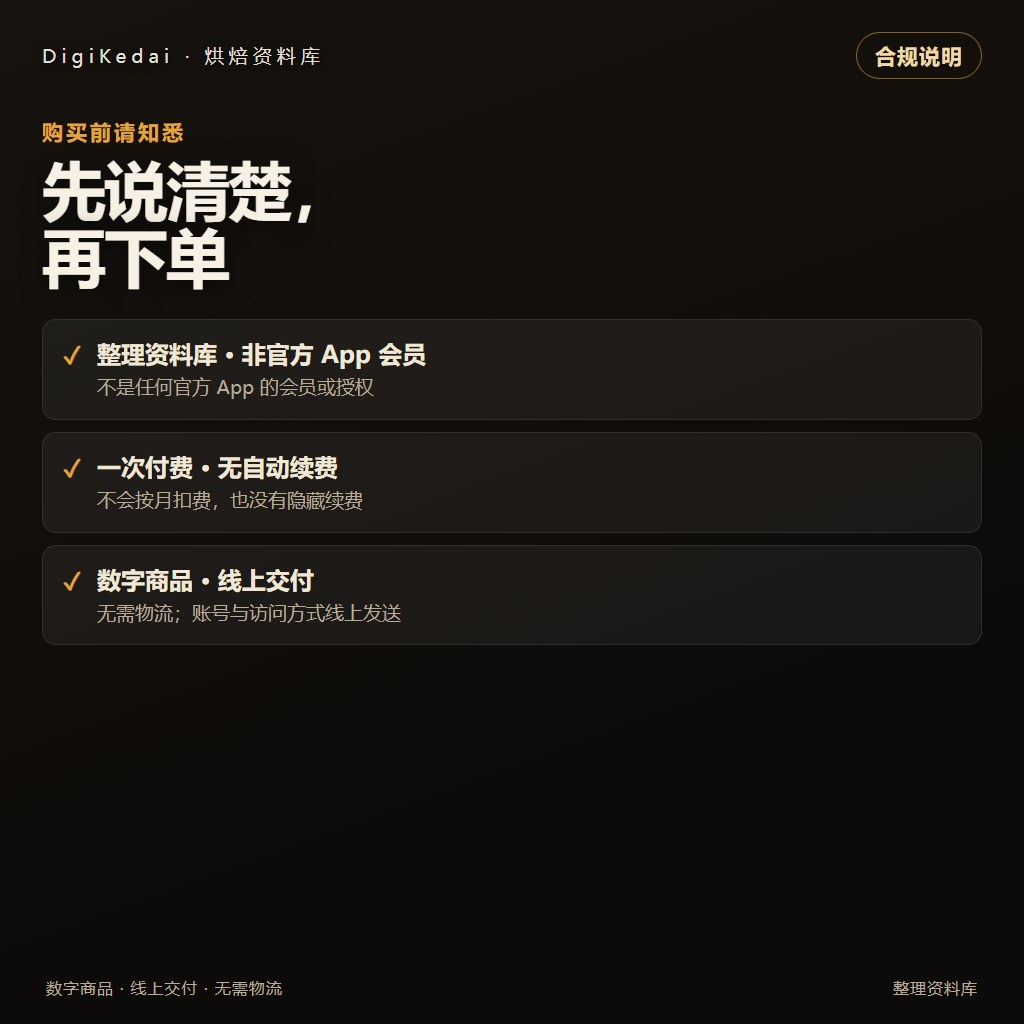 DigiKedai · 烘焙资料库
合规说明
购买前请知悉
先说清楚，
再下单
✓ 整理资料库 • 非官方 App 会员
不是任何官方 App 的会员或授权
✓ 一次付费 • 无自动续费
不会按月扣费，也没有隐藏续费
✓ 数字商品 • 线上交付
无需物流；账号与访问方式线上发送
数字商品 · 线上交付 · 无需物流
整理资料库